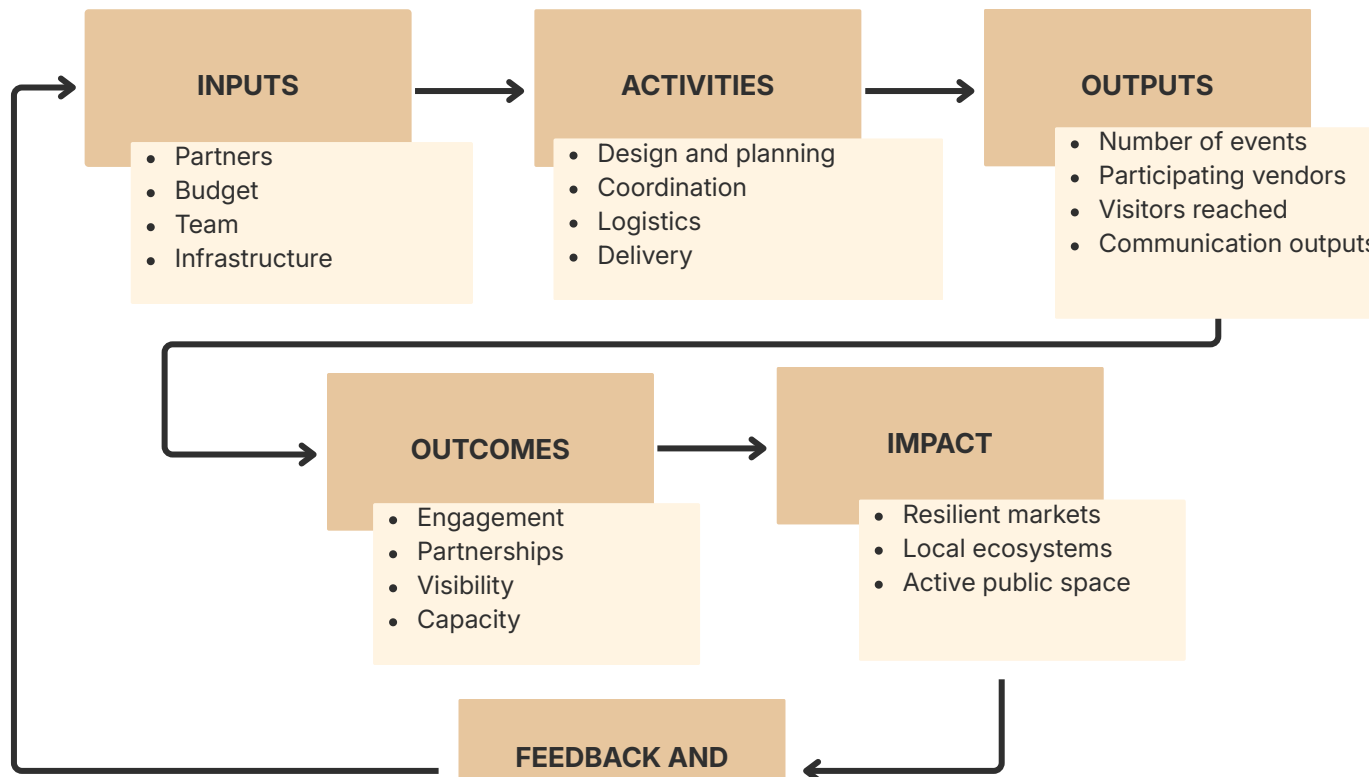 INPUTS
• Partners
• Budget
• Team
• Infrastructure
ACTIVITIES
• Design and planning
• Coordination
• Logistics
• Delivery
OUTPUTS
• Number of events
• Participating vendors
• Visitors reached
• Communication outputs
OUTCOMES
• Engagement
• Partnerships
• Visibility
• Capacity
IMPACT
• Resilient markets
• Local ecosystems
• Active public space
FEEDBACK AND